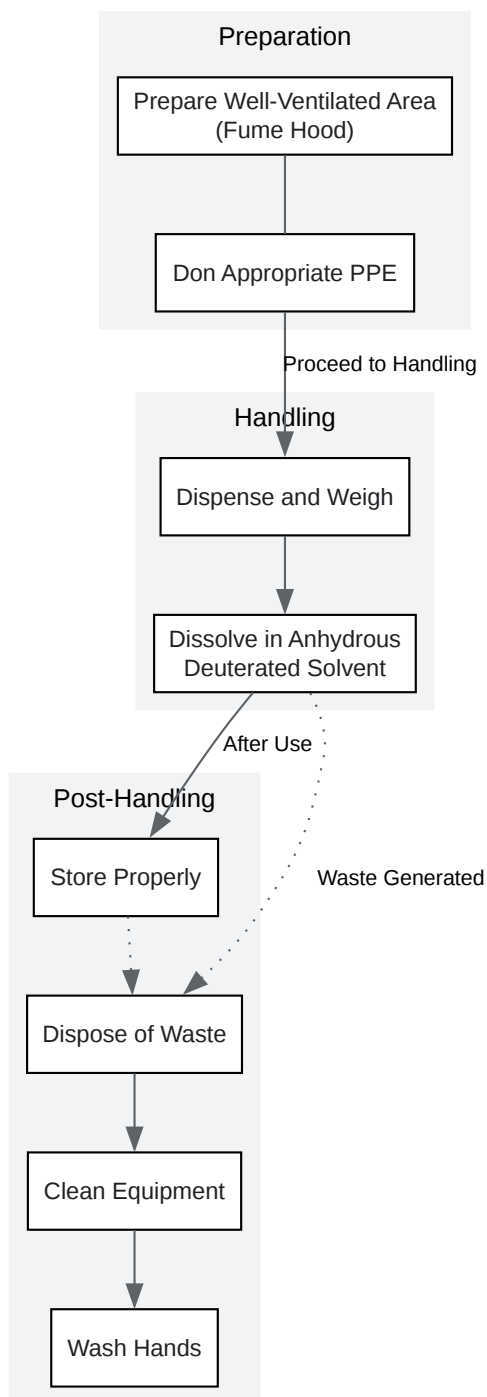 Preparation
Prepare Well-Ventilated Area
(Fume Hood)
Don Appropriate PPE
Proceed to Handling
Handling
Dispense and Weigh
Dissolve in Anhydrous
Deuterated Solvent
After Use
Post-Handling
Store Properly
Waste Generated
Dispose of Waste
Clean Equipment
Wash Hands